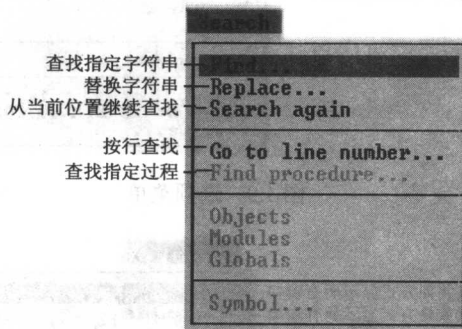 Search
查找指定字符串 Find...
替换字符串 Replace...
从当前位置继续查找 Search again
按行查找 Go to line number...
查找指定过程 Find procedure...
Objects
Modules
Globals
Symbol...